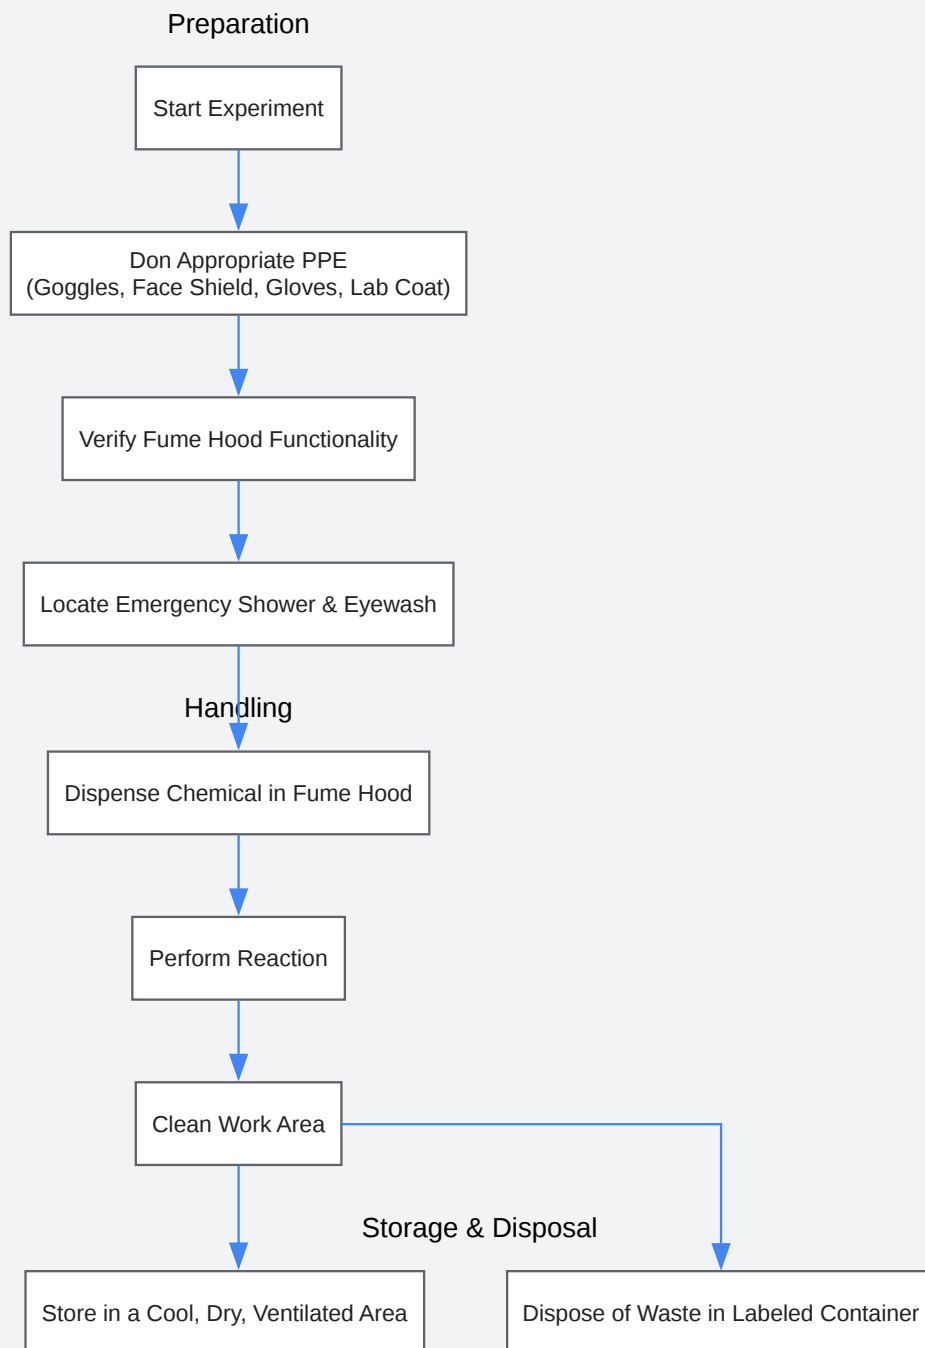 Preparation
Start Experiment
Don Appropriate PPE
(Goggles, Face Shield, Gloves, Lab Coat)
Verify Fume Hood Functionality
Locate Emergency Shower & Eyewash
Handling
Dispense Chemical in Fume Hood
Perform Reaction
Clean Work Area
Storage & Disposal
Store in a Cool, Dry, Ventilated Area
Dispose of Waste in Labeled Container